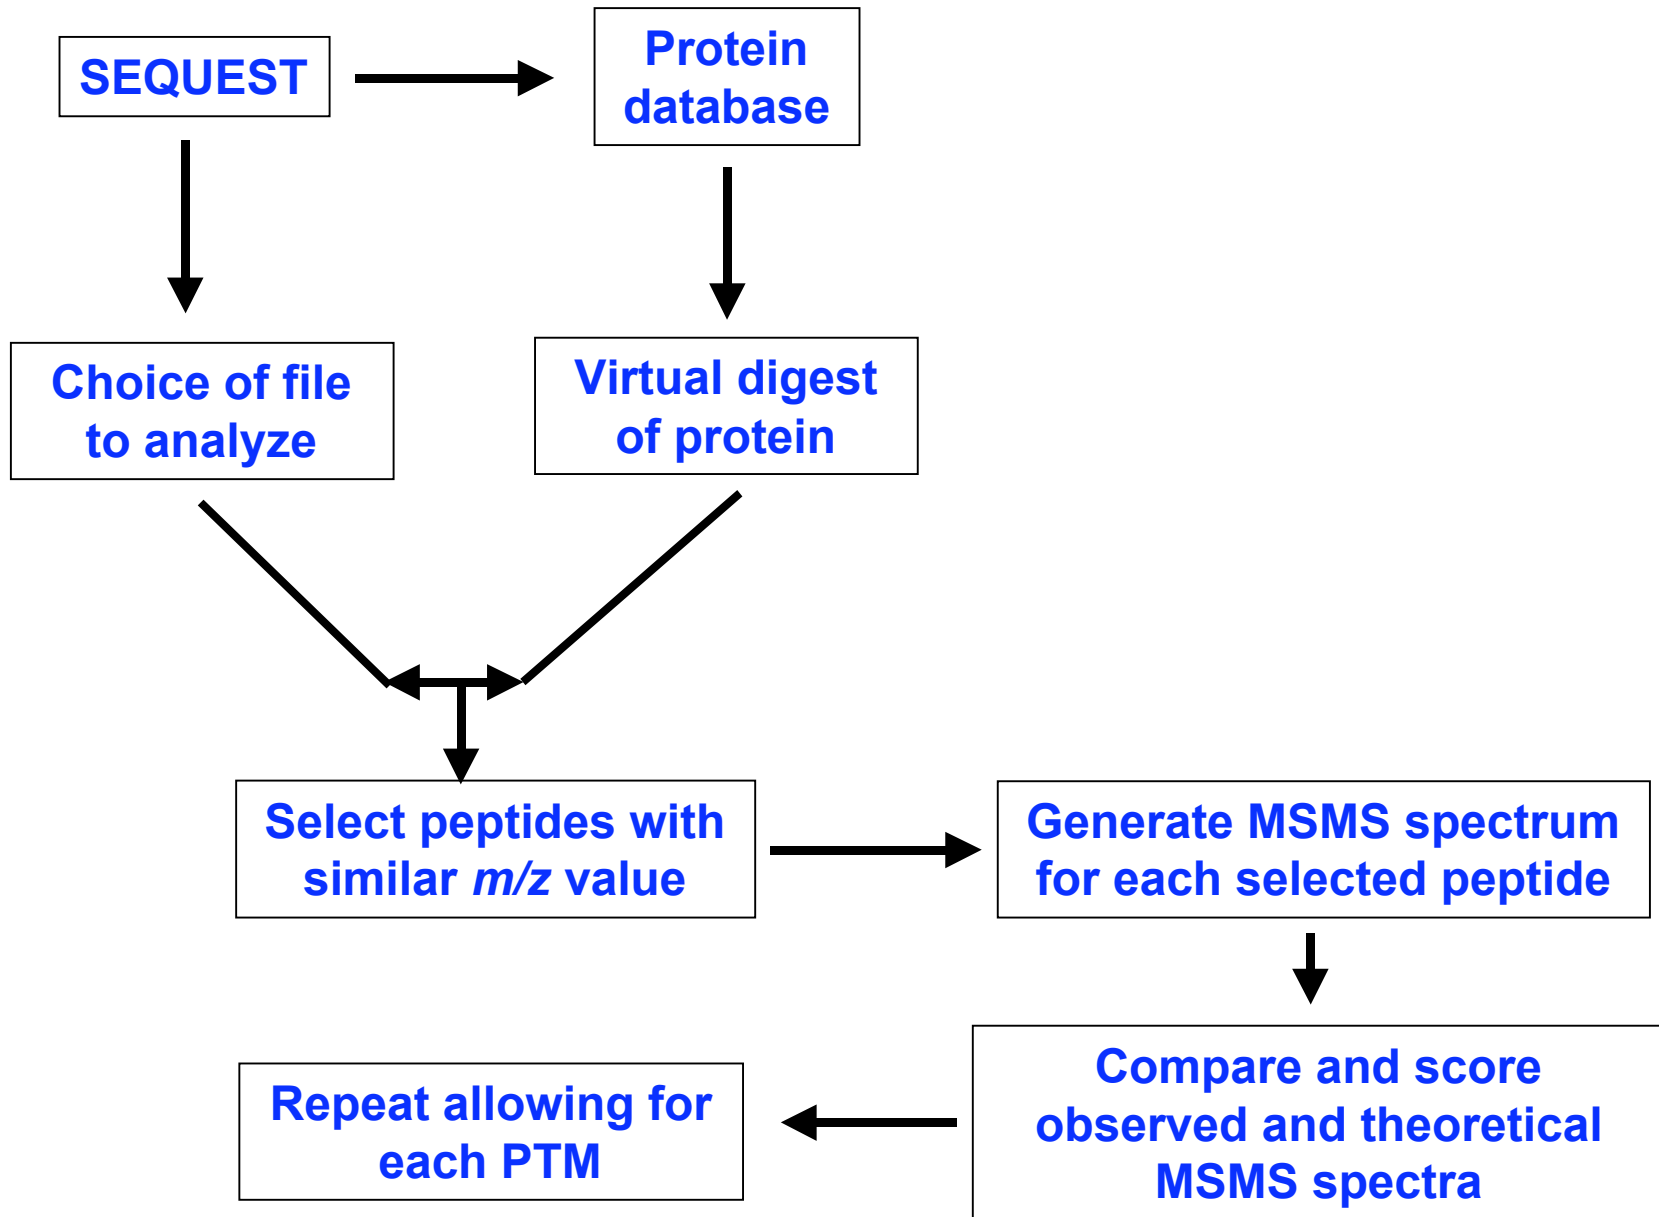 SEQUEST
Protein
database
Choice of file
to analyze
Virtual digest
of protein
Select peptides with
similar m/z value
Generate MSMS spectrum
for each selected peptide
Compare and score
observed and theoretical
MSMS spectra
Repeat allowing for
each PTM